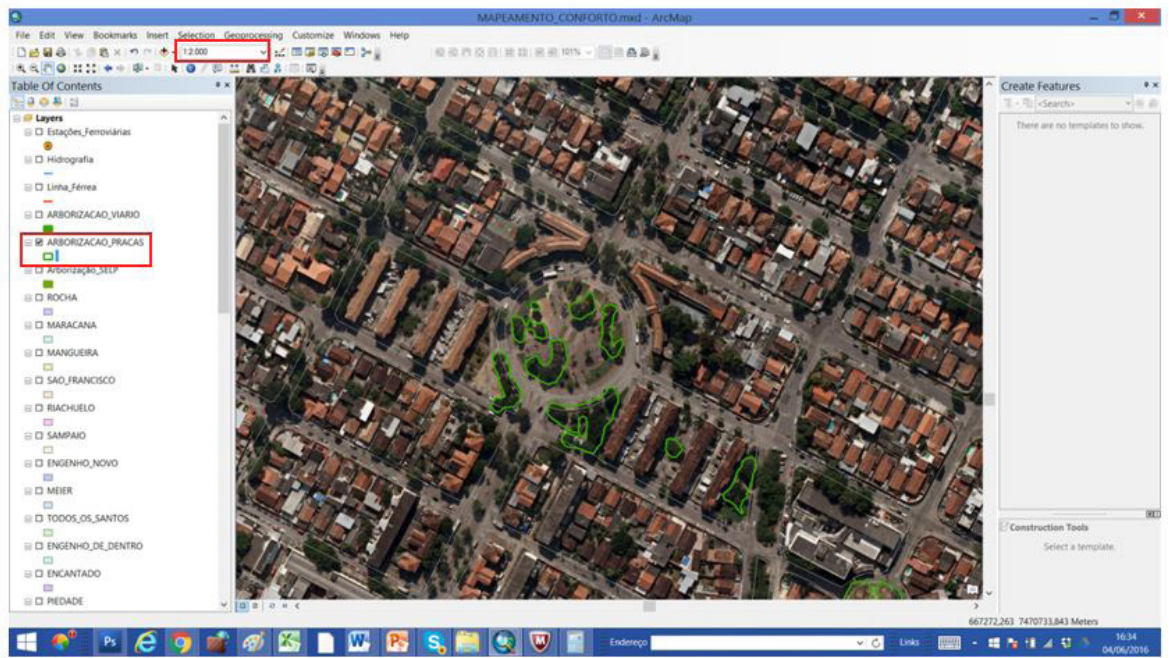 MAPEAMENTO_CONFORTO.mxd - ArcMap
File Edit View Bookmarks Insert Selection Geoprocessing Customize Windows Help
1:2.000
101%
Table Of Contents
Create Features
<Search>
There are no templates to show.
Layers
Estações_Ferroviárias
Hidrografia
Linha_Férrea
ARBORIZACAO_VIARIO
ARBORIZACAO_PRACAS
Arborização_SELP
ROCHA
MARACANA
MANGUEIRA
SAO_FRANCISCO
RIACHUELO
SAMPAIO
ENGENHO_NOVO
MEIER
TODOS_OS_SANTOS
ENGENHO_DE_DENTRO
ENCANTADO
PIEDADE
Construction Tools
Select a template.
667272,263 7470733,843 Meters
Endereço
Links
16:34
04/06/2016